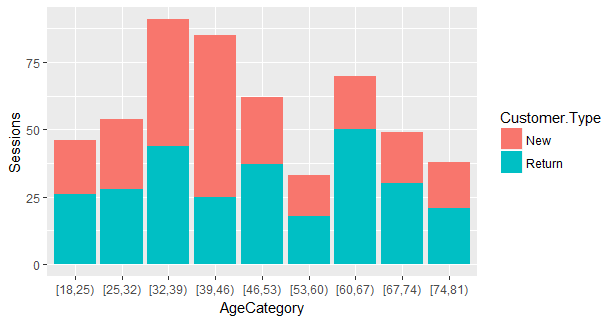 75
50
25
0
Sessions
[18,25) [25,32) [32,39) [39,46) [46,53) [53,60) [60,67) [67,74) [74,81)
AgeCategory
Customer.Type
New
Return